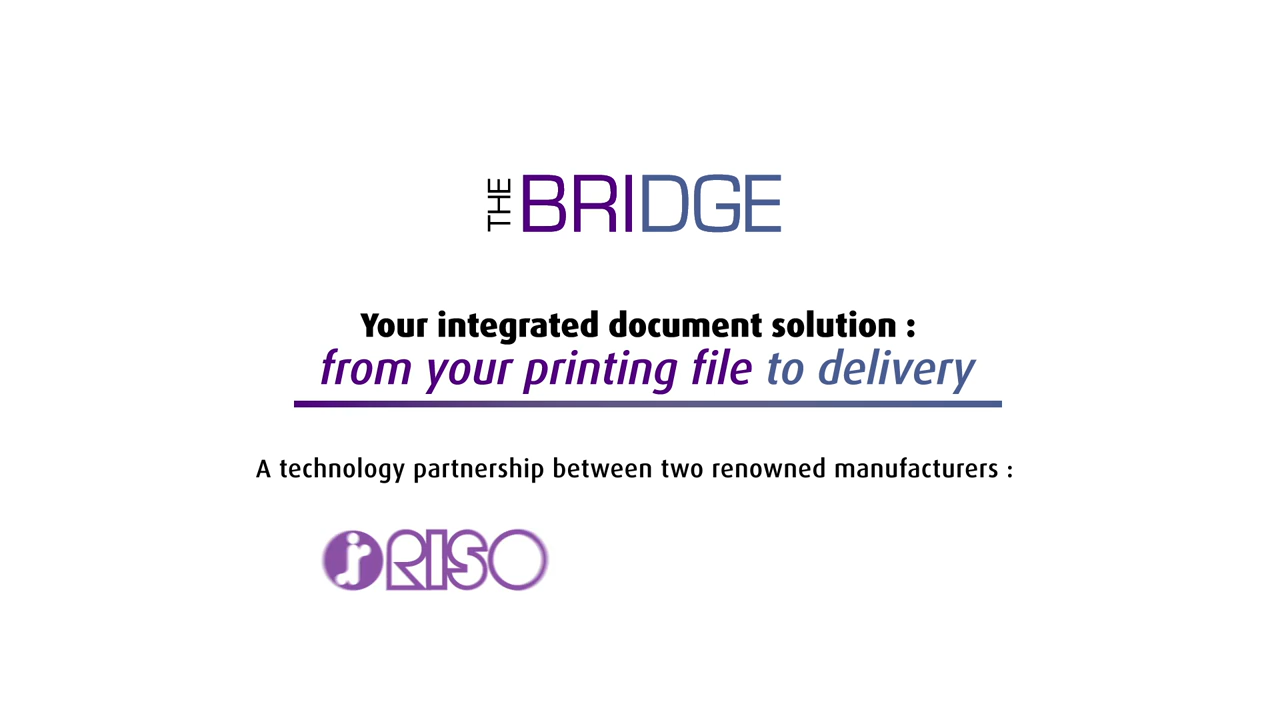 THE BRIDGE
Your integrated document solution :
from your printing file to delivery
A technology partnership between two renowned manufacturers :
RISO